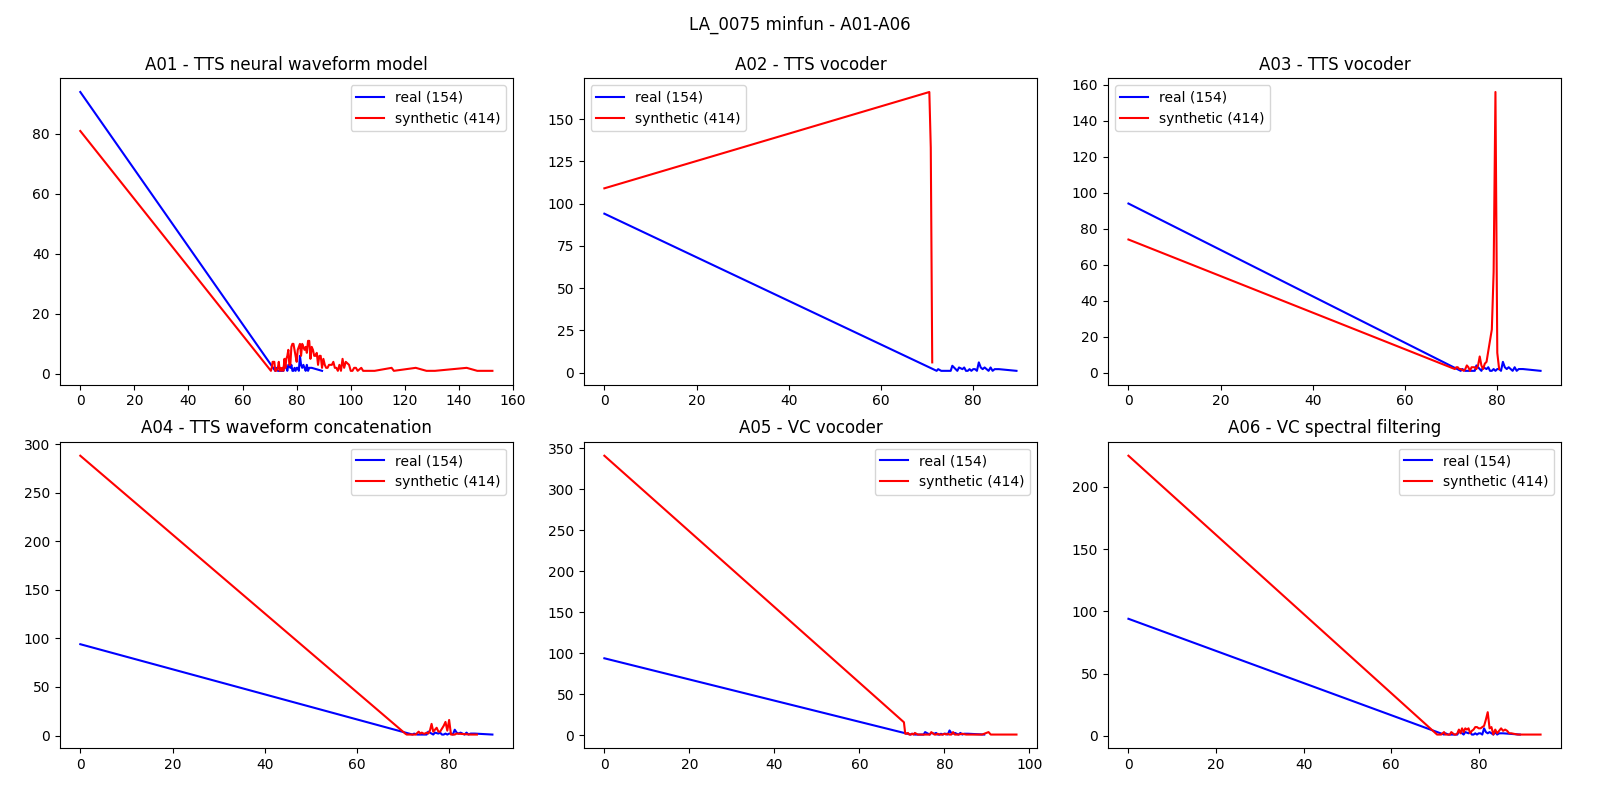 LA_0075 minfun - A01-A06
A01 - TTS neural waveform model
real (154)
synthetic (414)
80
60
40
20
0
0 20 40 60 80 100 120 140 160
A02 - TTS vocoder
real (154)
synthetic (414)
150
125
100
75
50
25
0
0 20 40 60 80
A03 - TTS vocoder
real (154)
synthetic (414)
160
140
120
100
80
60
40
20
0
0 20 40 60 80
A04 - TTS waveform concatenation
real (154)
synthetic (414)
300
250
200
150
100
50
0
0 20 40 60 80
A05 - VC vocoder
real (154)
synthetic (414)
350
300
250
200
150
100
50
0
0 20 40 60 80 100
A06 - VC spectral filtering
real (154)
synthetic (414)
200
150
100
50
0
0 20 40 60 80